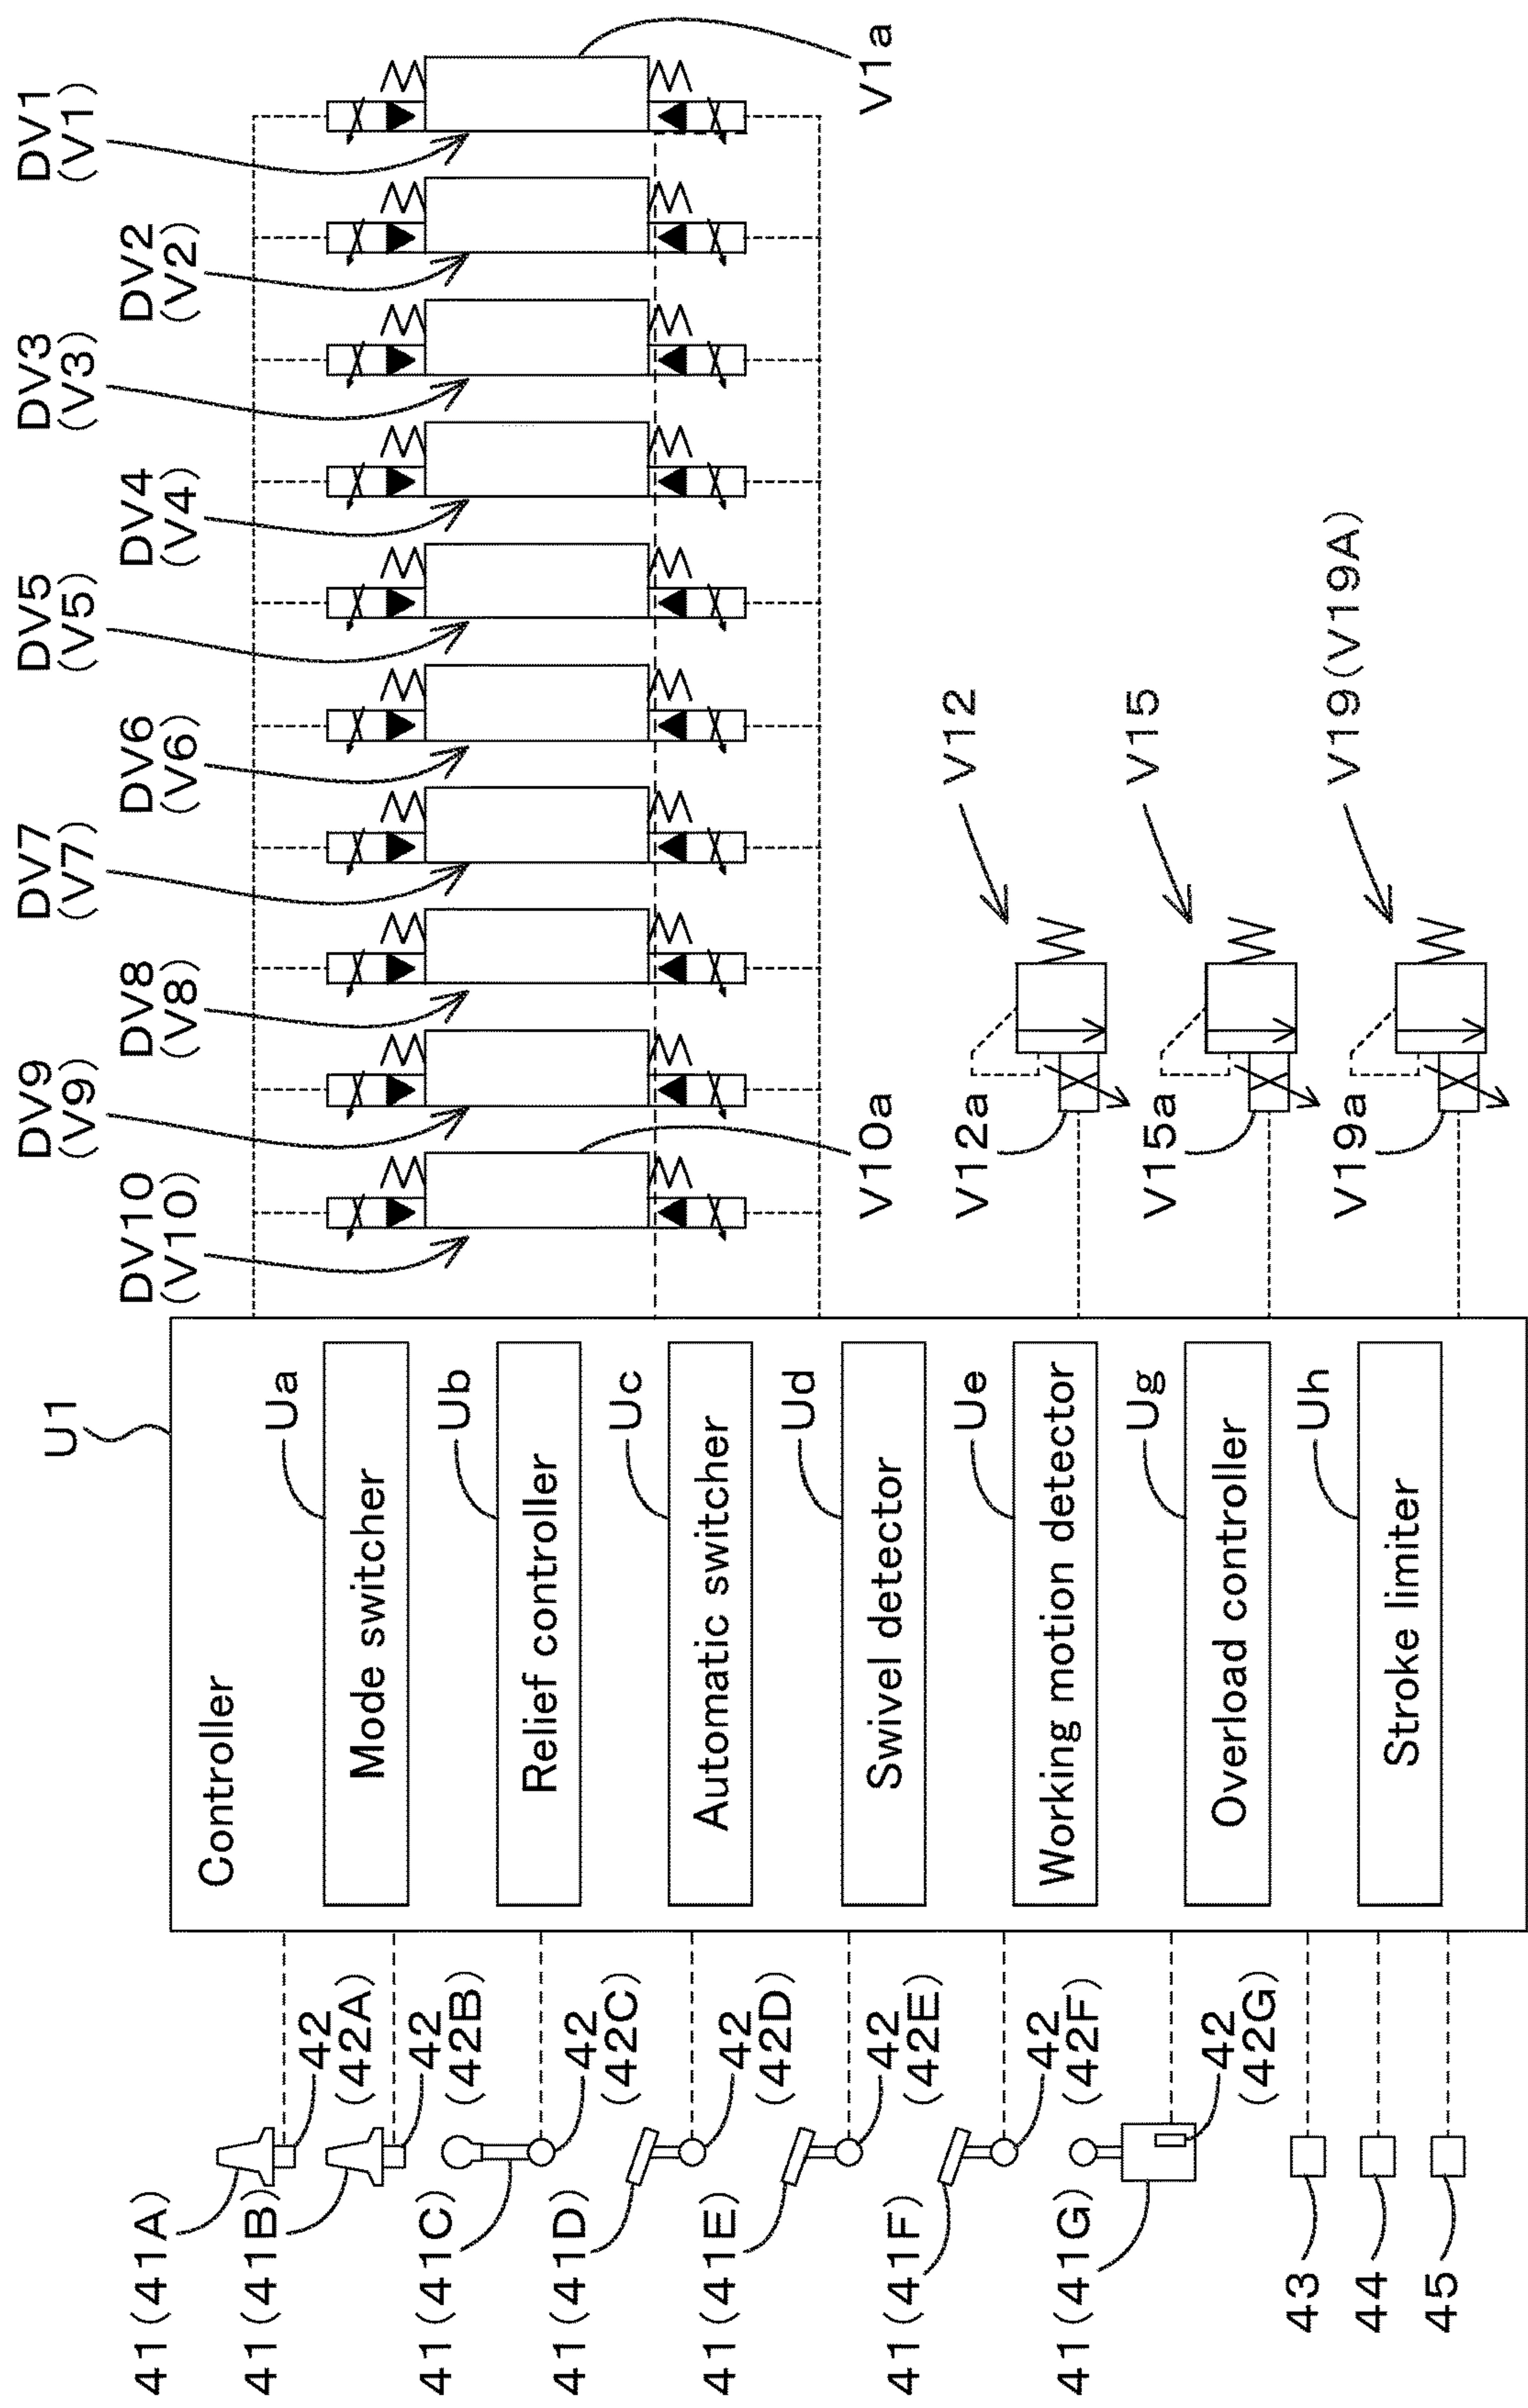 41(41A)
42
(42A)
41(41B)
42
(42B)
41(41C)
42
(42C)
41(41D)
42
(42D)
41(41E)
42
(42E)
41(41F)
42
(42F)
41(41G)
42
(42G)
43
44
45
U1
Controller
Ua
Mode switcher
Ub
Relief controller
Uc
Automatic switcher
Ud
Swivel detector
Ue
Working motion detector
Ug
Overload controller
Uh
Stroke limiter
DV10
(V10)
DV9
(V9)
DV8
(V8)
DV7
(V7)
DV6
(V6)
DV5
(V5)
DV4
(V4)
DV3
(V3)
DV2
(V2)
DV1
(V1)
V10a
V1a
V12a
V12
V15a
V15
V19a
V19(V19A)